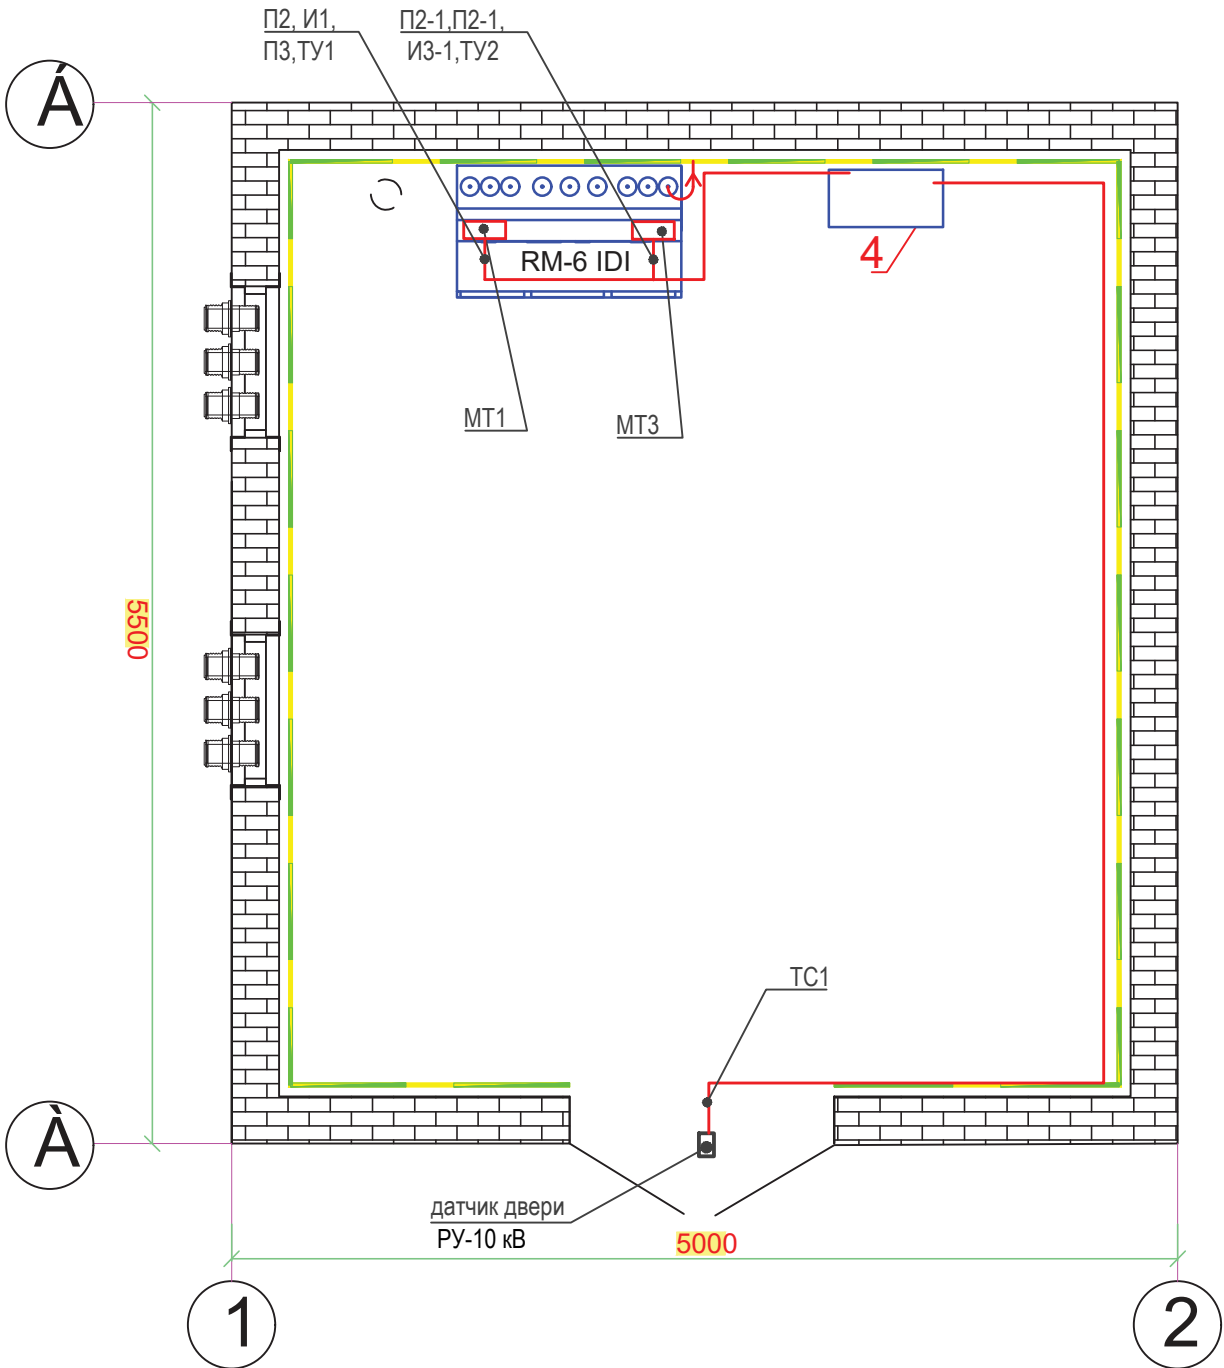 П2, И1,
П3,ТУ1
П2-1,П2-1,
И3-1,ТУ2
Á
RM-6 IDI
4
МТ1
МТ3
5500
ТС1
À
датчик двери
РУ-10 кВ
5000
1
2